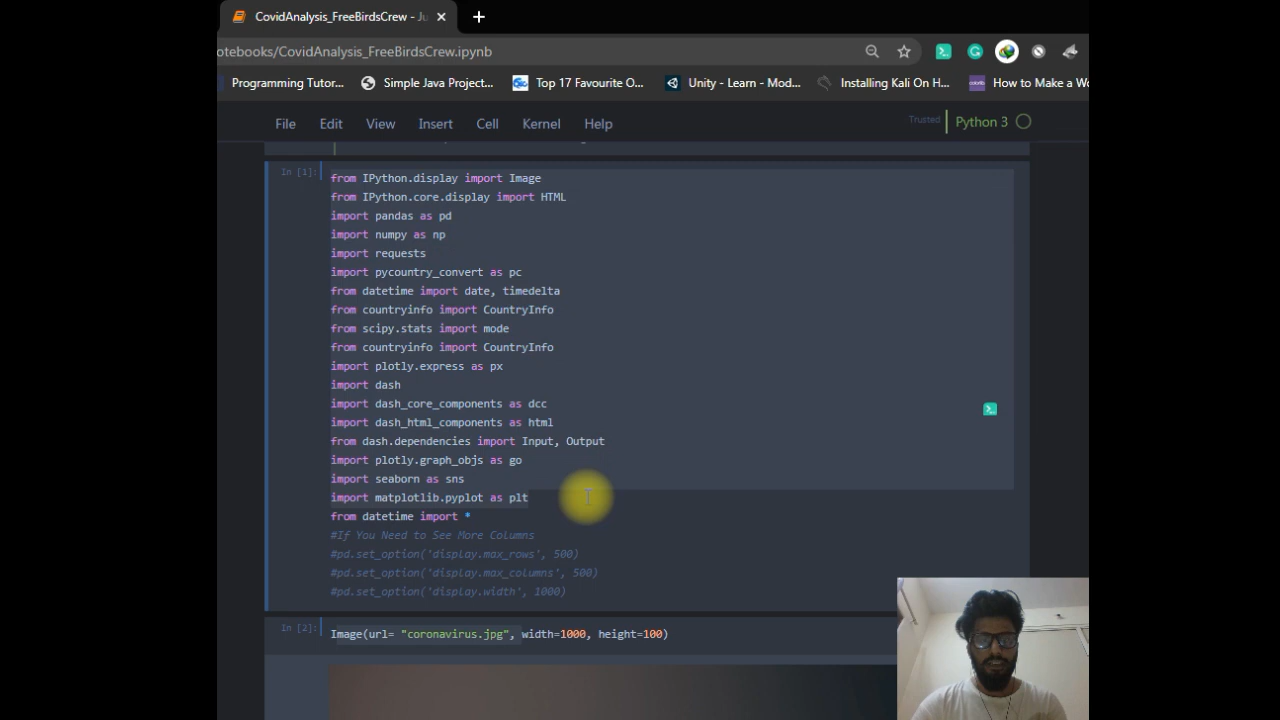 CovidAnalysis_FreeBirdsCrew - Ju
otebooks/CovidAnalysis_FreeBirdsCrew.ipynb
Programming Tutor... Simple Java Project... Top 17 Favourite O... Unity - Learn - Mod... Installing Kali On H... How to Make a Wo
File Edit View Insert Cell Kernel Help Trusted Python 3
In [1]:
from IPython.display import Image
from IPython.core.display import HTML
import pandas as pd
import numpy as np
import requests
import pycountry_convert as pc
from datetime import date, timedelta
from countryinfo import CountryInfo
from scipy.stats import mode
from countryinfo import CountryInfo
import plotly.express as px
import dash
import dash_core_components as dcc
import dash_html_components as html
from dash.dependencies import Input, Output
import plotly.graph_objs as go
import seaborn as sns
import matplotlib.pyplot as plt
from datetime import *
#If You Need to See More Columns
#pd.set_option('display.max_rows', 500)
#pd.set_option('display.max_columns', 500)
#pd.set_option('display.width', 1000)
In [2]:
Image(url= "coronavirus.jpg", width=1000, height=100)